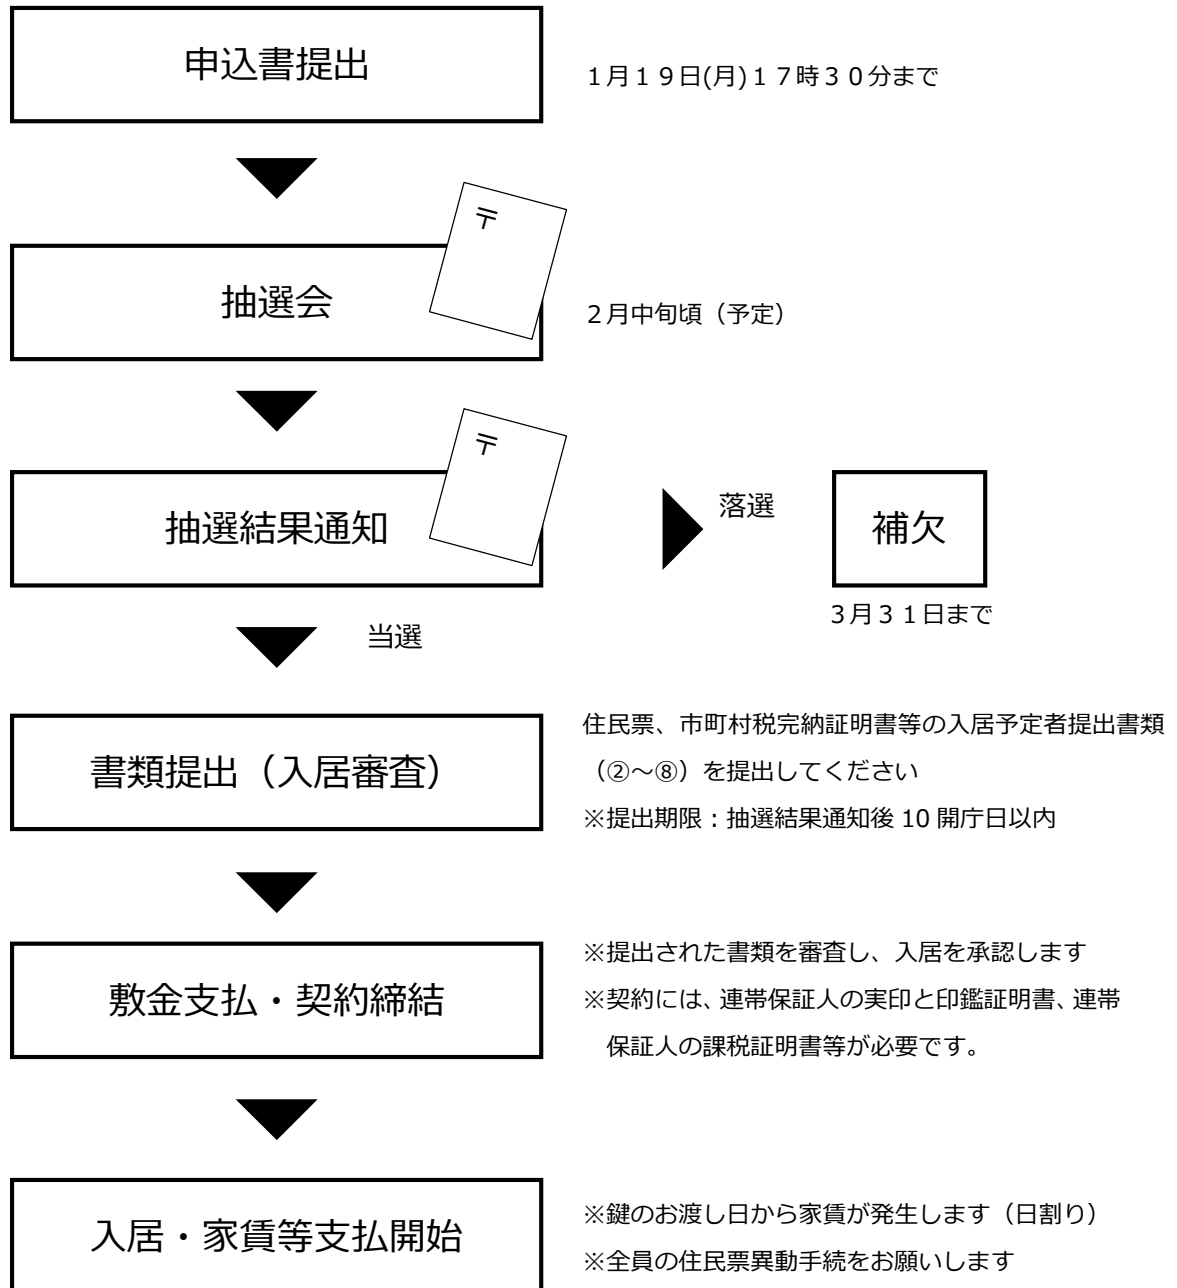 申込書提出
１月１９日(月)１７時３０分まで
〒
抽選会
２月中旬頃（予定）
〒
抽選結果通知
落選
補欠
３月３１日まで
当選
書類提出（入居審査）
住民票、市町村税完納証明書等の入居予定者提出書類
（②～⑧）を提出してください
※提出期限：抽選結果通知後 10 開庁日以内
敷金支払・契約締結
※提出された書類を審査し、入居を承認します
※契約には、連帯保証人の実印と印鑑証明書、連帯
保証人の課税証明書等が必要です。
入居・家賃等支払開始
※鍵のお渡し日から家賃が発生します（日割り）
※全員の住民票異動手続をお願いします